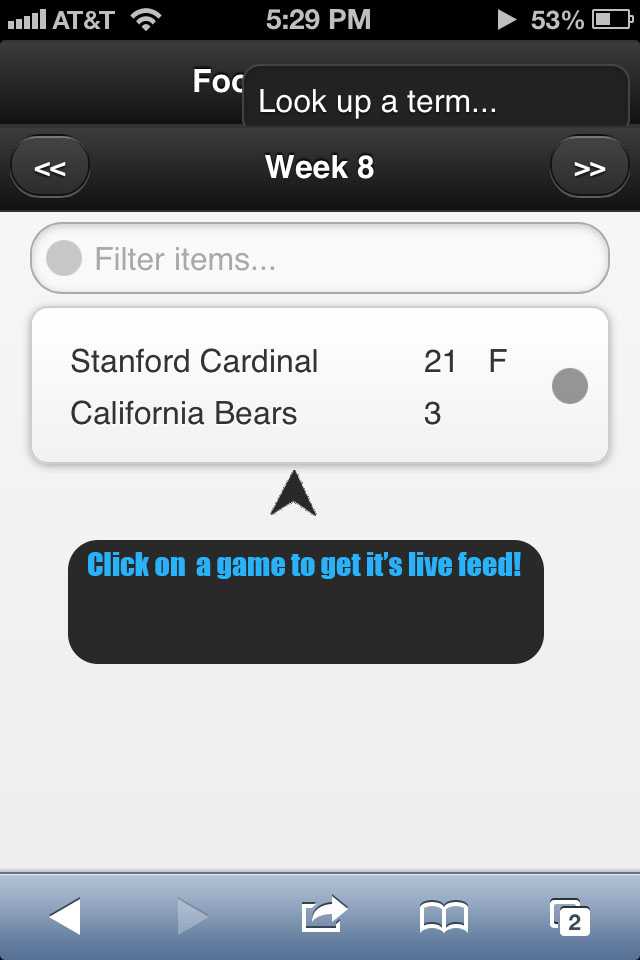 AT&T 5:29 PM 53%
Foo
Look up a term...
<< Week 8 >>
Filter items...
Stanford Cardinal 21 F
California Bears 3
Click on a game to get it's live feed!
2